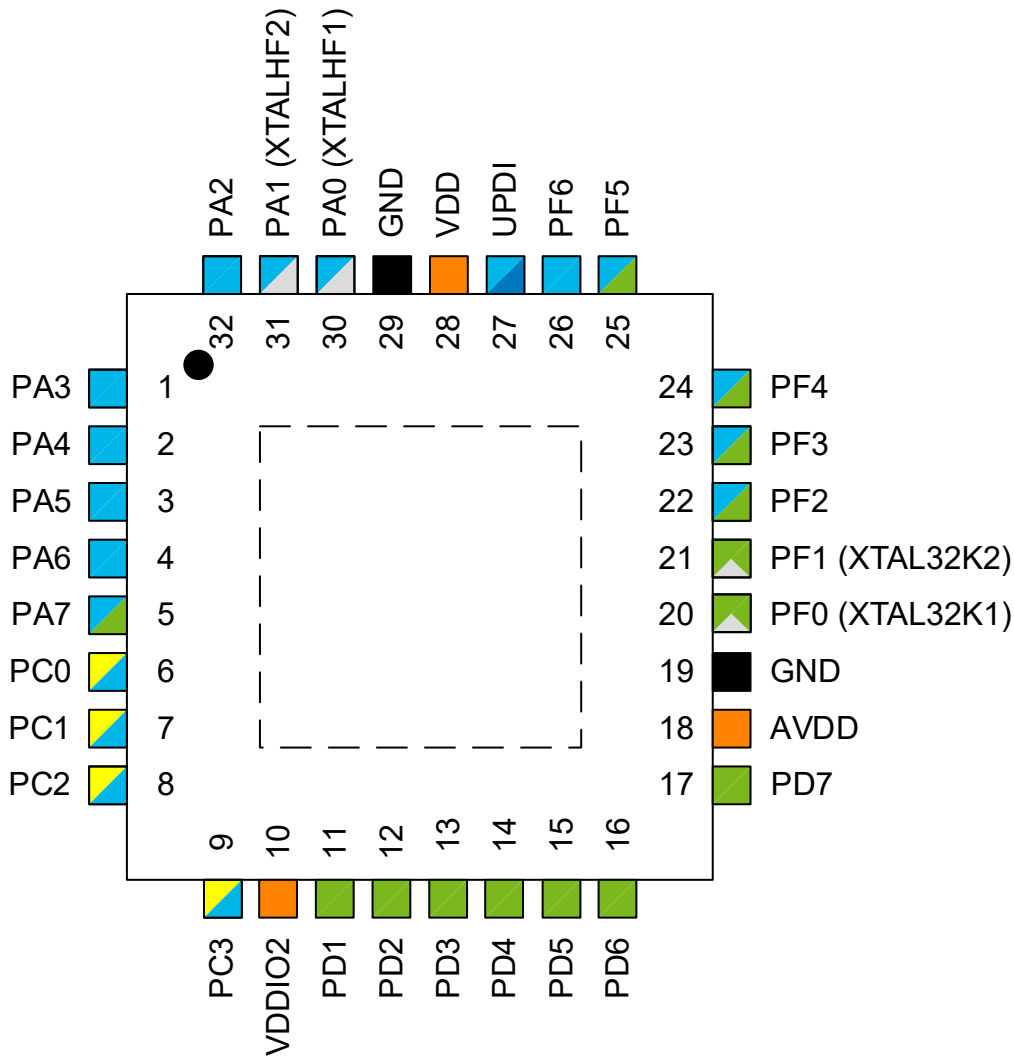 PA2
PA1 (XTALHF2)
PA0 (XTALHF1)
GND
VDD
UPDI
PF6
PF5
32
31
30
29
28
27
26
25
PA3 1
PA4 2
PA5 3
PA6 4
PA7 5
PC0 6
PC1 7
PC2 8
24 PF4
23 PF3
22 PF2
21 PF1 (XTAL32K2)
20 PF0 (XTAL32K1)
19 GND
18 AVDD
17 PD7
9
10
11
12
13
14
15
16
PC3
VDDIO2
PD1
PD2
PD3
PD4
PD5
PD6